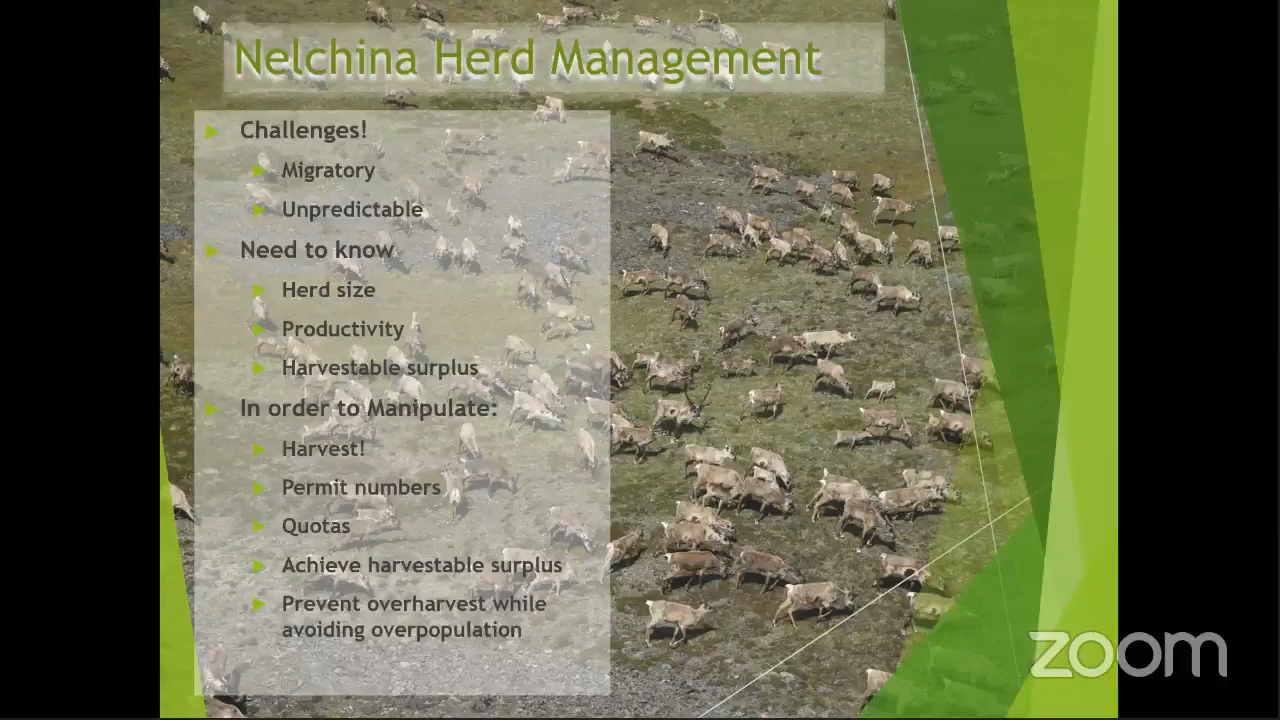 Nelchina Herd Management
Challenges!
Migratory
Unpredictable
Need to know
Herd size
Productivity
Harvestable surplus
In order to Manipulate:
Harvest!
Permit numbers
Quotas
Achieve harvestable surplus
Prevent overharvest while
avoiding overpopulation
zoom